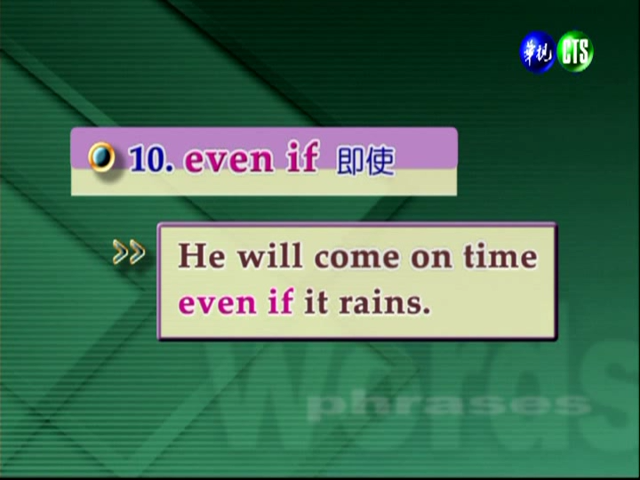 華視 CTS
10. even if 即使
He will come on time
even if it rains.
words
phrases